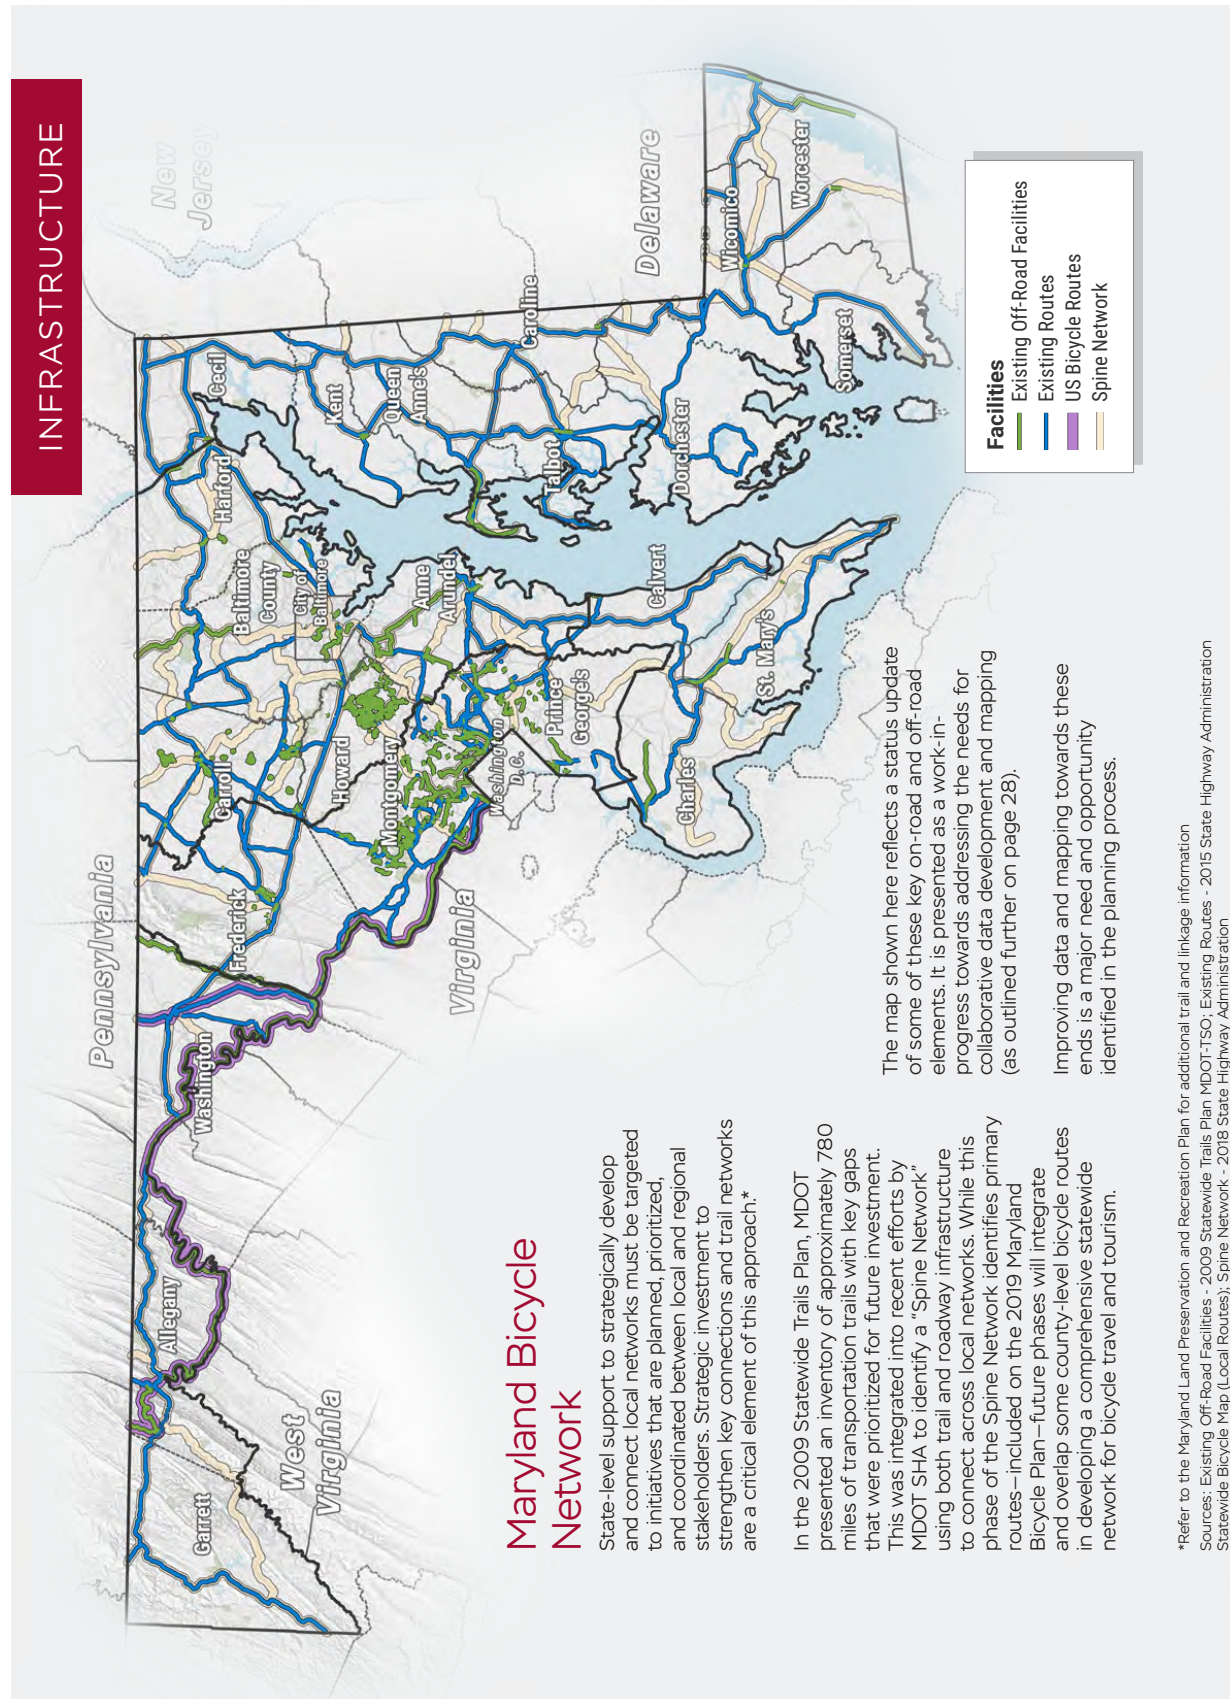 INFRASTRUCTURE
Maryland Bicycle
Network
State-level support to strategically develop
and connect local networks must be targeted
to initiatives that are planned, prioritized,
and coordinated between local and regional
stakeholders. Strategic investment to
strengthen key connections and trail networks
are a critical element of this approach.*
In the 2009 Statewide Trails Plan, MDOT
presented an inventory of approximately 780
miles of transportation trails with key gaps
that were prioritized for future investment.
This was integrated into recent efforts by
MDOT SHA to identify a “Spine Network”
using both trail and roadway infrastructure
to connect across local networks. While this
phase of the Spine Network identifies primary
routes—included on the 2019 Maryland
Bicycle Plan—future phases will integrate
and overlap some county-level bicycle routes
in developing a comprehensive statewide
network for bicycle travel and tourism.
The map shown here reflects a status update
of some of these key on-road and off-road
elements. It is presented as a work-in-
progress towards addressing the needs for
collaborative data development and mapping
(as outlined further on page 28).
Improving data and mapping towards these
ends is a major need and opportunity
identified in the planning process.
Pennsylvania
New
Jersey
Delaware
Virginia
West
Virginia
Garrett
Allegany
Washington
Frederick
Carroll
Baltimore
County
City of
Baltimore
Harford
Cecil
Howard
Montgomery
Anne
Arundel
Kent
Queen
Anne's
Caroline
Talbot
Washington
D.C.
Prince
George's
Calvert
Charles
St. Mary's
Dorchester
Wicomico
Worcester
Somerset
Facilities
Existing Off-Road Facilities
Existing Routes
US Bicycle Routes
Spine Network
*Refer to the Maryland Land Preservation and Recreation Plan for additional trail and linkage information
Sources: Existing Off-Road Facilities - 2009 Statewide Trails Plan MDOT-TSO; Existing Routes - 2015 State Highway Administration
Statewide Bicycle Map (Local Routes); Spine Network - 2018 State Highway Administration